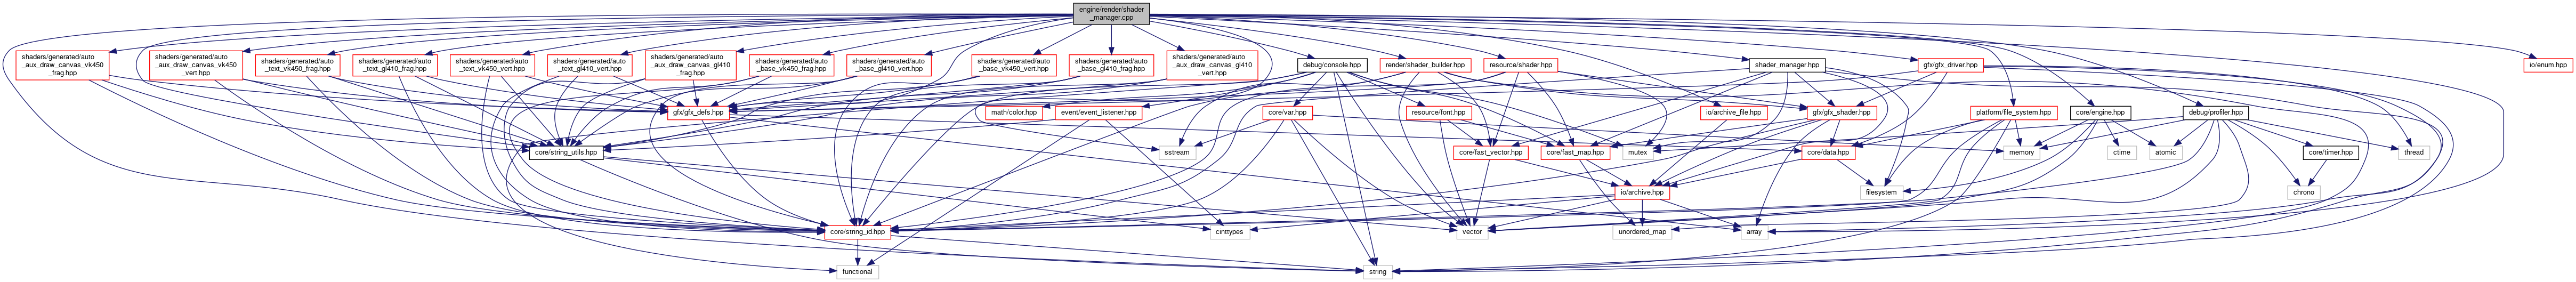 engine/render/shader
_manager.cpp
shaders/generated/auto
_aux_draw_canvas_vk450
_frag.hpp
shaders/generated/auto
_aux_draw_canvas_vk450
_vert.hpp
shaders/generated/auto
_text_vk450_frag.hpp
shaders/generated/auto
_text_gl410_frag.hpp
shaders/generated/auto
_text_vk450_vert.hpp
shaders/generated/auto
_text_gl410_vert.hpp
shaders/generated/auto
_aux_draw_canvas_gl410
_frag.hpp
shaders/generated/auto
_base_vk450_frag.hpp
shaders/generated/auto
_base_gl410_vert.hpp
shaders/generated/auto
_base_vk450_vert.hpp
shaders/generated/auto
_base_gl410_frag.hpp
shaders/generated/auto
_aux_draw_canvas_gl410
_vert.hpp
debug/console.hpp
render/shader_builder.hpp
resource/shader.hpp
shader_manager.hpp
gfx/gfx_driver.hpp
io/enum.hpp
gfx/gfx_defs.hpp
math/color.hpp
event/event_listener.hpp
core/var.hpp
resource/font.hpp
io/archive_file.hpp
gfx/gfx_shader.hpp
platform/file_system.hpp
core/engine.hpp
debug/profiler.hpp
core/string_utils.hpp
sstream
core/fast_vector.hpp
core/fast_map.hpp
mutex
core/data.hpp
memory
ctime
atomic
core/timer.hpp
thread
io/archive.hpp
filesystem
chrono
core/string_id.hpp
cinttypes
vector
unordered_map
array
functional
string